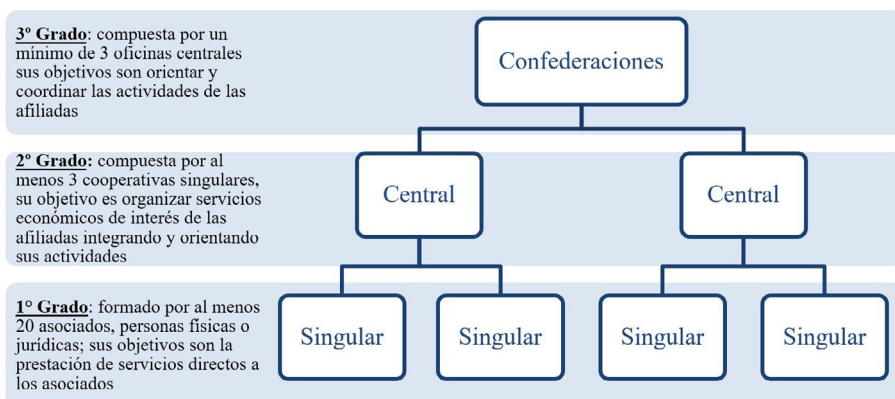 3º Grado: compuesta por un
mínimo de 3 oficinas centrales
sus objetivos son orientar y
coordinar las actividades de las
afiliadas
Confederaciones
2º Grado: compuesta por al
menos 3 cooperativas singulares,
su objetivo es organizar servicios
económicos de interés de las
afiliadas integrando y orientando
sus actividades
Central
Central
1° Grado: formado por al menos
20 asociados, personas físicas o
jurídicas; sus objetivos son la
prestación de servicios directos a
los asociados
Singular
Singular
Singular
Singular